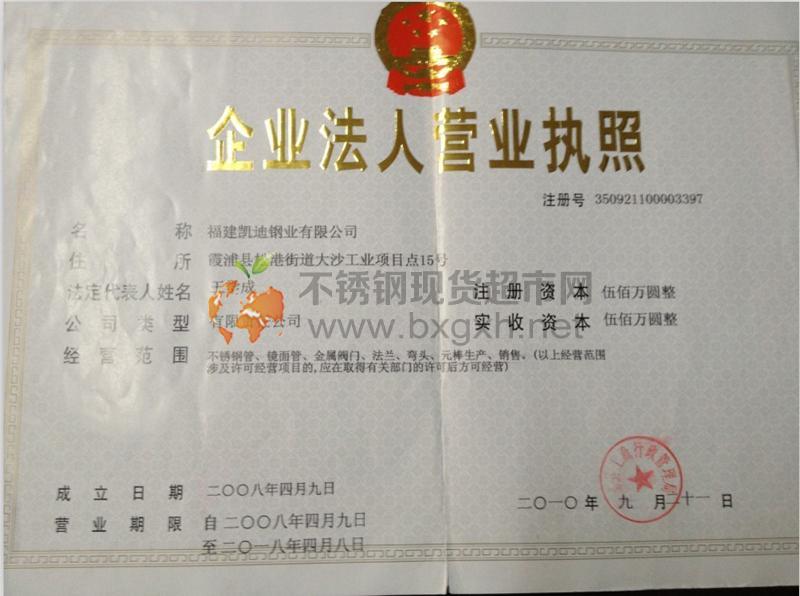 企业法人营业执照
注册号 350921100003397
名称 福建凯迪钢业有限公司
住所 霞浦县 港街道大沙工业项目点15号
法定代表人姓名 王 成
注册资本 伍佰万圆整
公司类型 有限 公司
实收资本 伍佰万圆整
经营范围 不锈钢管、镜面管、金属阀门、法兰、弯头、元棒生产、销售。(以上经营范围
涉及许可经营项目的,应在取得有关部门的许可后方可经营)
不锈钢现货超市网
www.bxgxh.net
成立日期 二〇〇八年四月九日
营业期限 自二〇〇八年四月九日
至二〇一八年四月八日
工商行政管理局
二〇一〇年 九 月二十一日